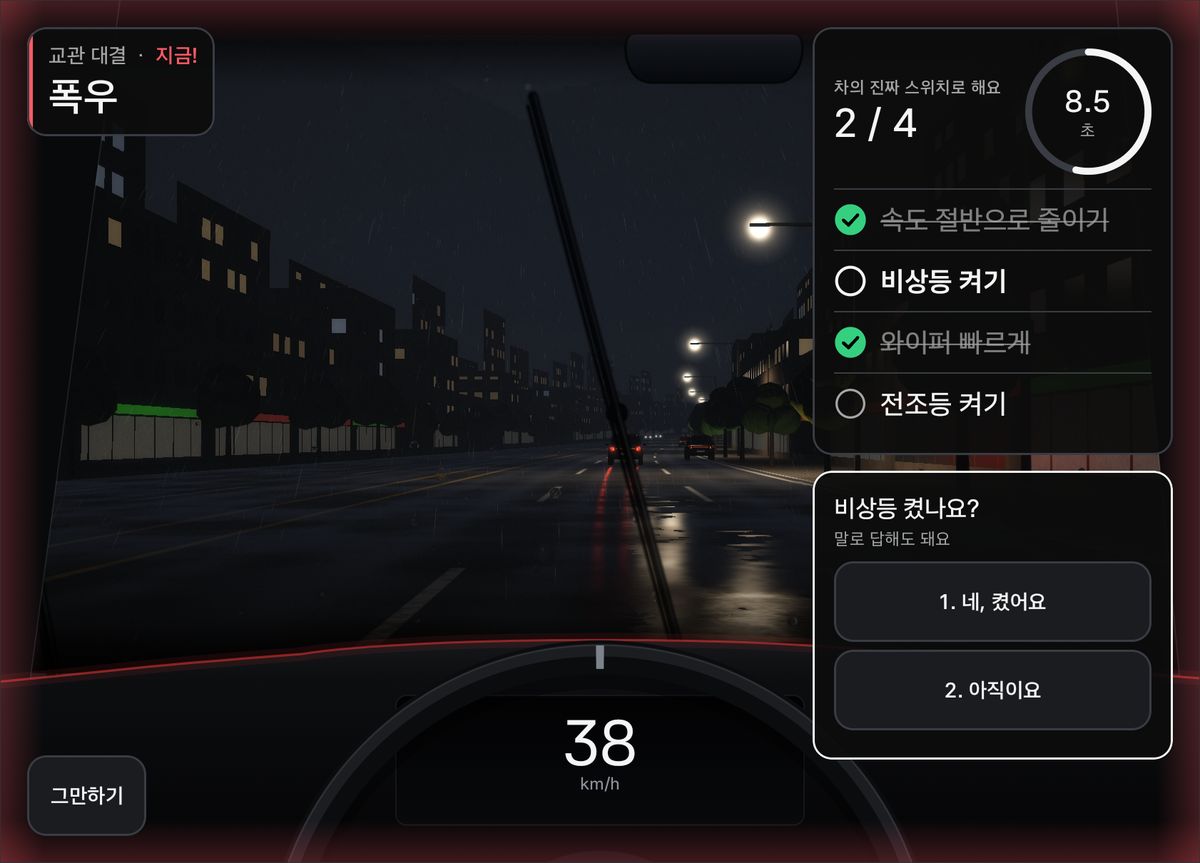 교관 대결 · 지금!
폭우
차의 진짜 스위치로 해요
2 / 4
8.5
초
속도 절반으로 줄이기
비상등 켜기
와이퍼 빠르게
전조등 켜기
비상등 켰나요?
말로 답해도 돼요
1. 네, 켰어요
2. 아직이요
38
km/h
그만하기